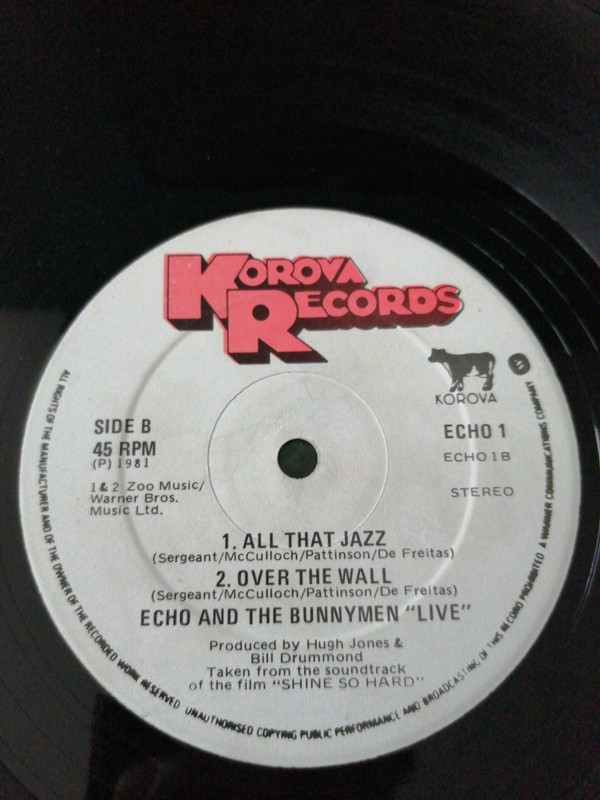 KOROVA
RECORDS
KOROVA
SIDE B
45 RPM
(P) 1981
1 & 2 Zoo Music/
Warner Bros.
Music Ltd.
ECHO 1
ECHO 1B
STEREO
1. ALL THAT JAZZ
(Sergeant/McCulloch/Pattinson/De Freitas)
2. OVER THE WALL
(Sergeant/McCulloch/Pattinson/De Freitas)
ECHO AND THE BUNNYMEN "LIVE"
Produced by Hugh Jones &
Bill Drummond
Taken from the soundtrack
of the film "SHINE SO HARD"
ALL RIGHTS OF THE MANUFACTURER AND OF THE OWNER OF THE RECORDED WORK RESERVED UNAUTHORISED COPYING PUBLIC PERFORMANCE AND BROADCASTING OF THIS RECORD PROHIBITED A WARNER COMMUNICATIONS COMPANY